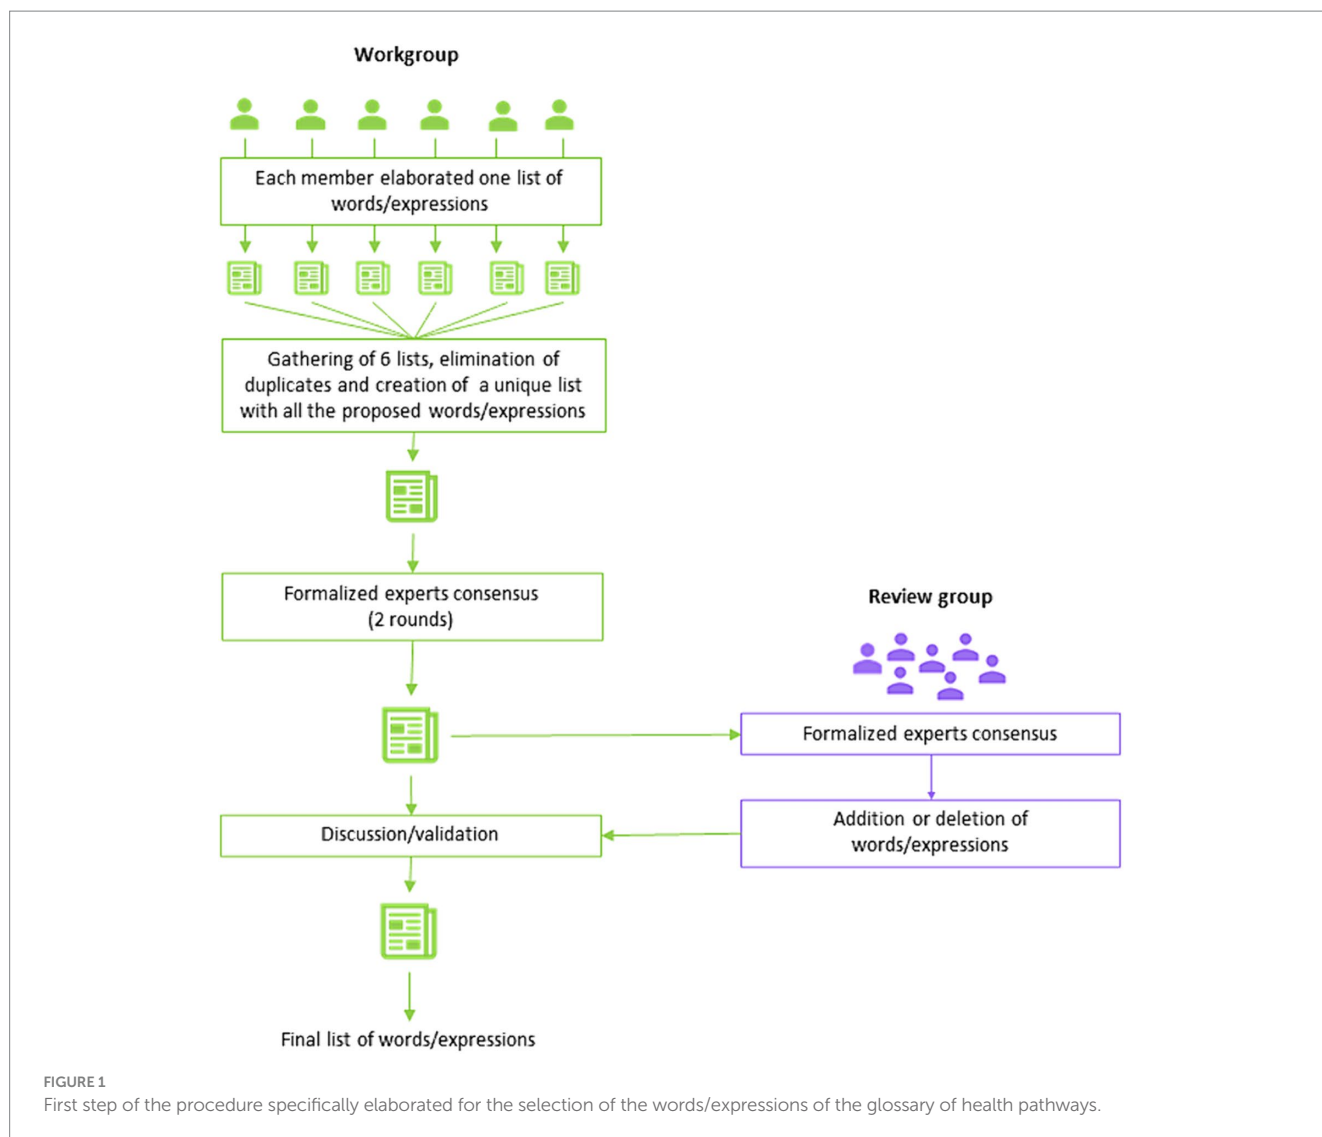 Workgroup
Each member elaborated one list of
words/expressions
Gathering of 6 lists, elimination of
duplicates and creation of a unique list
with all the proposed words/expressions
Formalized experts consensus
(2 rounds)
Review group
Formalized experts consensus
Addition or deletion of
words/expressions
Discussion/validation
Final list of words/expressions
FIGURE 1
First step of the procedure specifically elaborated for the selection of the words/expressions of the glossary of health pathways.